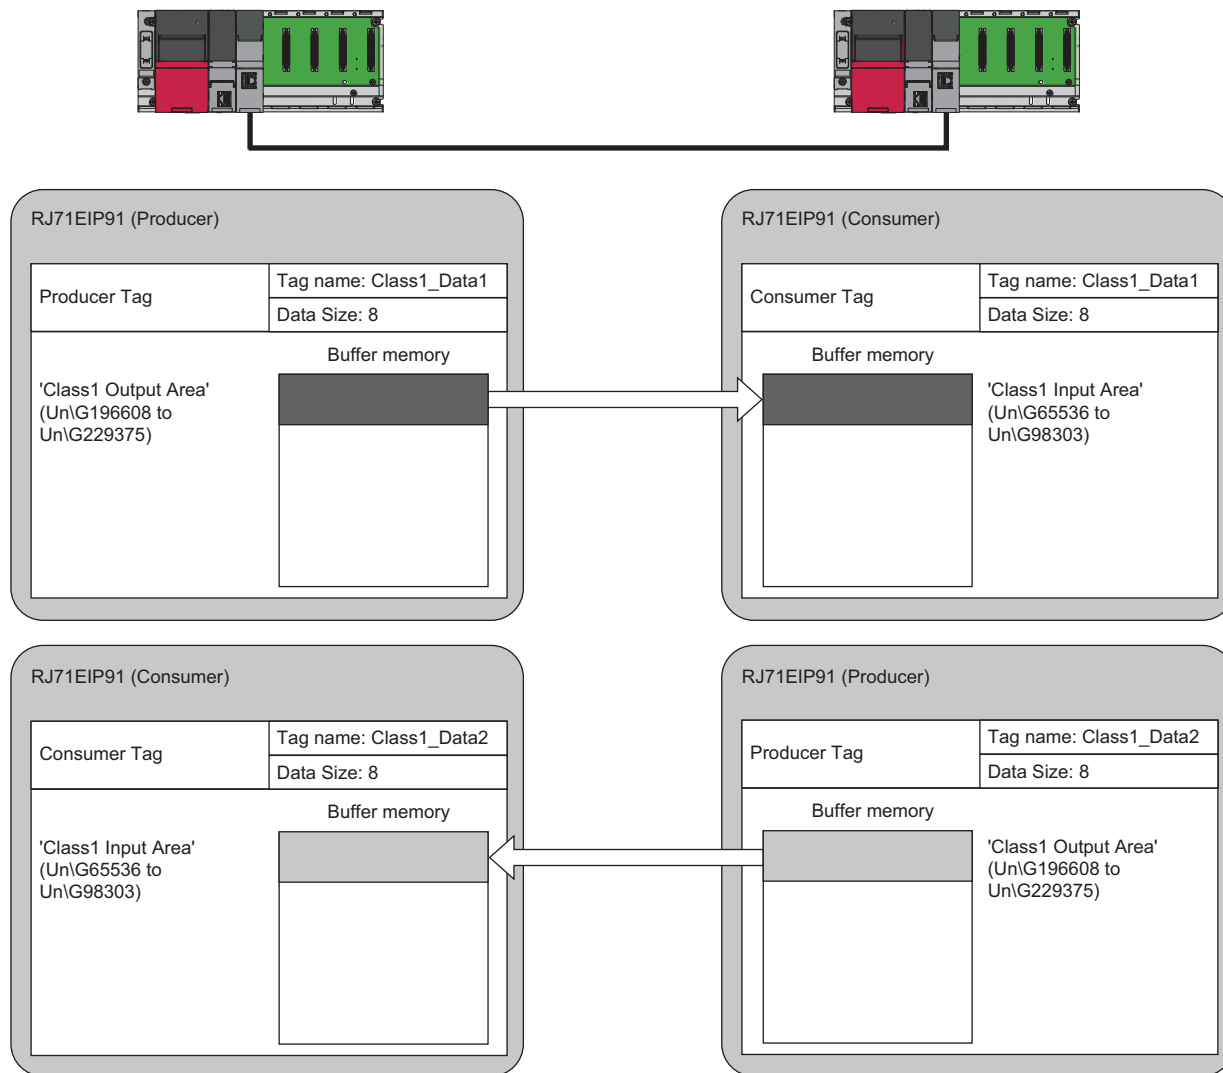 RJ71EIP91 (Producer)
Producer Tag
Tag name: Class1_Data1
Data Size: 8
Buffer memory
'Class1 Output Area'
(Un\G196608 to
Un\G229375)
RJ71EIP91 (Consumer)
Consumer Tag
Tag name: Class1_Data1
Data Size: 8
Buffer memory
'Class1 Input Area'
(Un\G65536 to
Un\G98303)
RJ71EIP91 (Consumer)
Consumer Tag
Tag name: Class1_Data2
Data Size: 8
Buffer memory
'Class1 Input Area'
(Un\G65536 to
Un\G98303)
RJ71EIP91 (Producer)
Producer Tag
Tag name: Class1_Data2
Data Size: 8
Buffer memory
'Class1 Output Area'
(Un\G196608 to
Un\G229375)